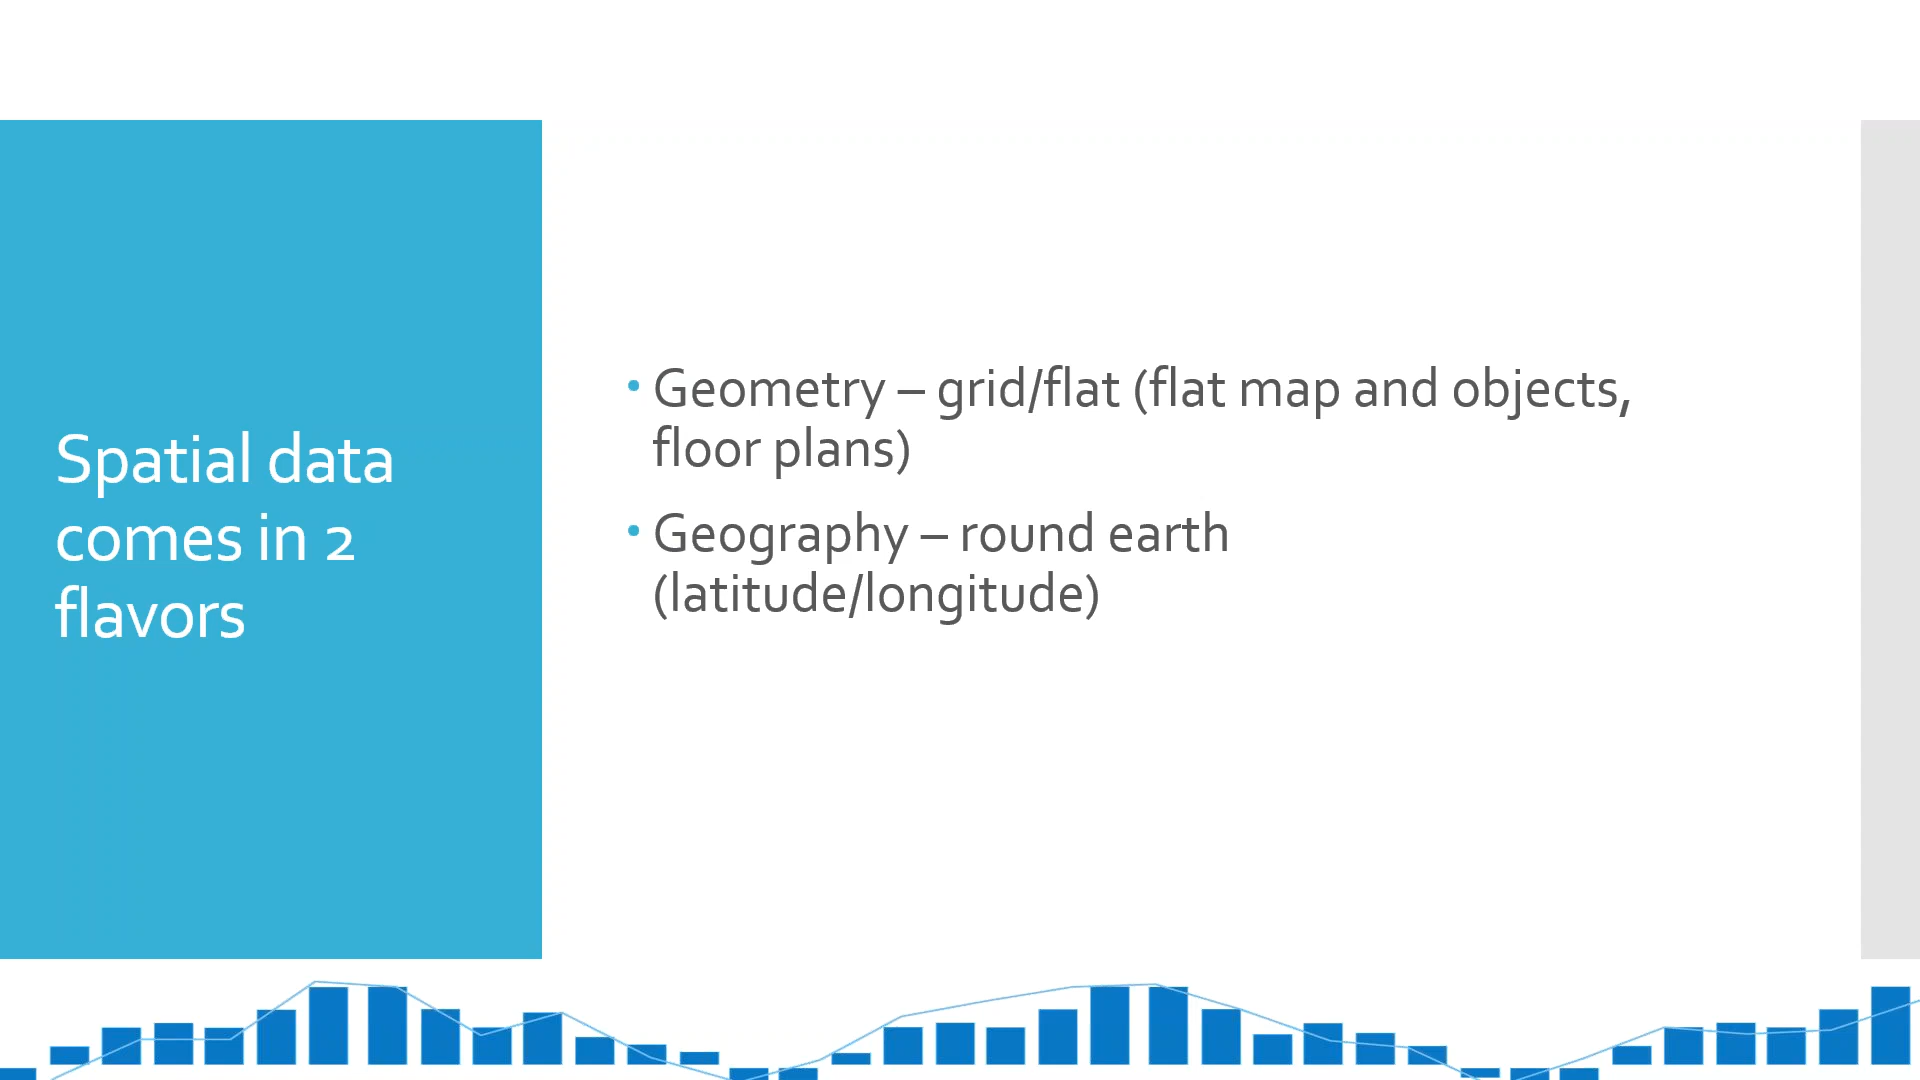 Spatial data
comes in 2
flavors
• Geometry – grid/flat (flat map and objects,
floor plans)
• Geography – round earth
(latitude/longitude)